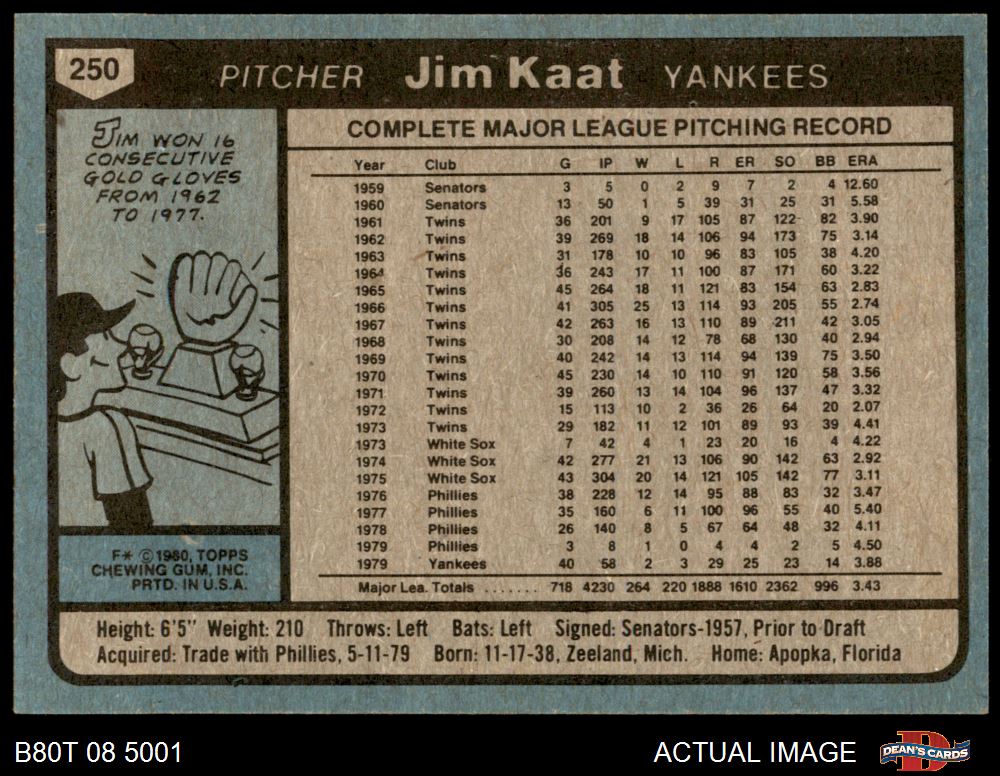 250 PITCHER Jim Kaat YANKEES
JIM WON 16
CONSECUTIVE
GOLD GLOVES
FROM 1962
TO 1977.
COMPLETE MAJOR LEAGUE PITCHING RECORD
Year Club G IP W L R ER SO BB ERA
1959 Senators 3 5 0 2 9 7 2 4 12.60
1960 Senators 13 50 1 5 39 31 25 31 5.58
1961 Twins 36 201 9 17 105 87 122 82 3.90
1962 Twins 39 269 18 14 106 94 173 75 3.14
1963 Twins 31 178 10 10 96 83 105 38 4.20
1964 Twins 36 243 17 11 100 87 171 60 3.22
1965 Twins 45 264 18 11 121 83 154 63 2.83
1966 Twins 41 305 25 13 114 93 205 55 2.74
1967 Twins 42 263 16 13 110 89 211 42 3.05
1968 Twins 30 208 14 12 78 68 130 40 2.94
1969 Twins 40 242 14 13 114 94 139 75 3.50
1970 Twins 45 230 14 10 110 91 120 58 3.56
1971 Twins 39 260 13 14 104 96 137 47 3.32
1972 Twins 15 113 10 2 36 26 64 20 2.07
1973 Twins 29 182 11 12 101 89 93 39 4.41
1973 White Sox 7 42 4 1 23 20 16 4 4.22
1974 White Sox 42 277 21 13 106 90 142 63 2.92
1975 White Sox 43 304 20 14 121 105 142 77 3.11
1976 Phillies 38 228 12 14 95 88 83 32 3.47
1977 Phillies 35 160 6 11 100 96 55 40 5.40
1978 Phillies 26 140 8 5 67 64 48 32 4.11
1979 Phillies 3 8 1 0 4 4 2 5 4.50
1979 Yankees 40 58 2 3 29 25 23 14 3.88
Major Lea. Totals ....... 718 4230 264 220 1888 1610 2362 996 3.43
F* © 1980, TOPPS
CHEWING GUM, INC.
PRTD. IN U.S.A.
Height: 6'5" Weight: 210 Throws: Left Bats: Left Signed: Senators-1957, Prior to Draft
Acquired: Trade with Phillies, 5-11-79 Born: 11-17-38, Zeeland, Mich. Home: Apopka, Florida
B80T 08 5001 ACTUAL IMAGE DEAN'S CARDS